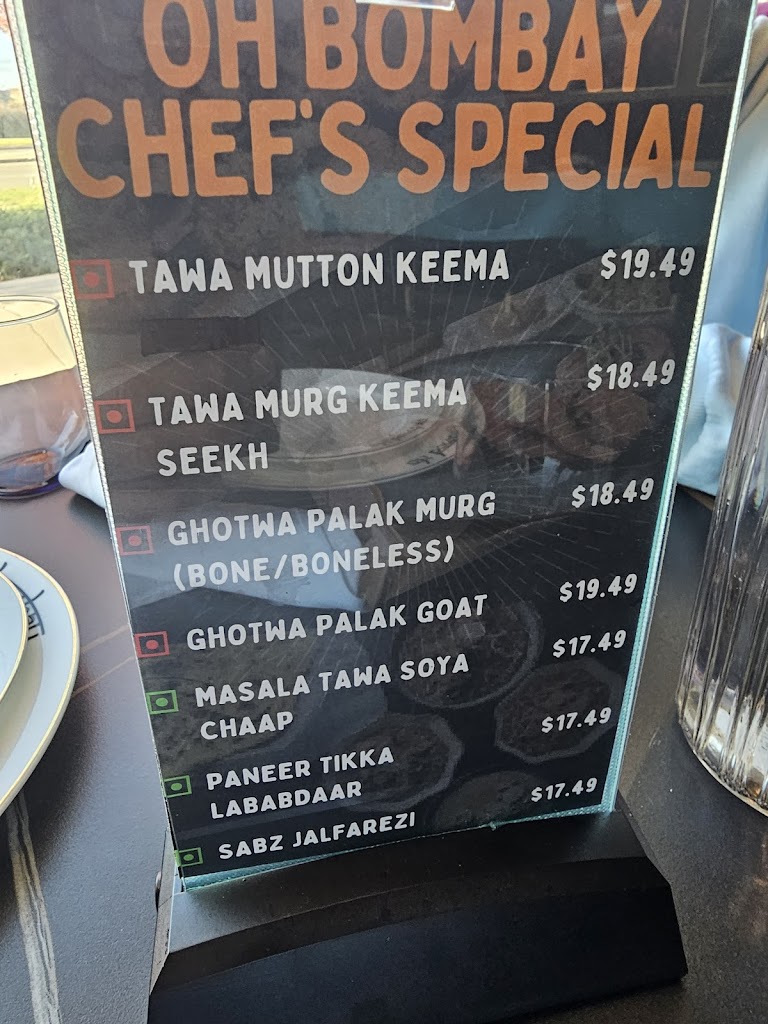 OH BOMBAY
CHEF'S SPECIAL
TAWA MUTTON KEEMA $19.49
TAWA MURG KEEMA $18.49
SEEKH
GHOTWA PALAK MURG $18.49
(BONE/BONELESS)
GHOTWA PALAK GOAT $19.49
MASALA TAWA SOYA $17.49
CHAAP
PANEER TIKKA $17.49
LABABDAAR
SABZ JALFAREZI $17.49